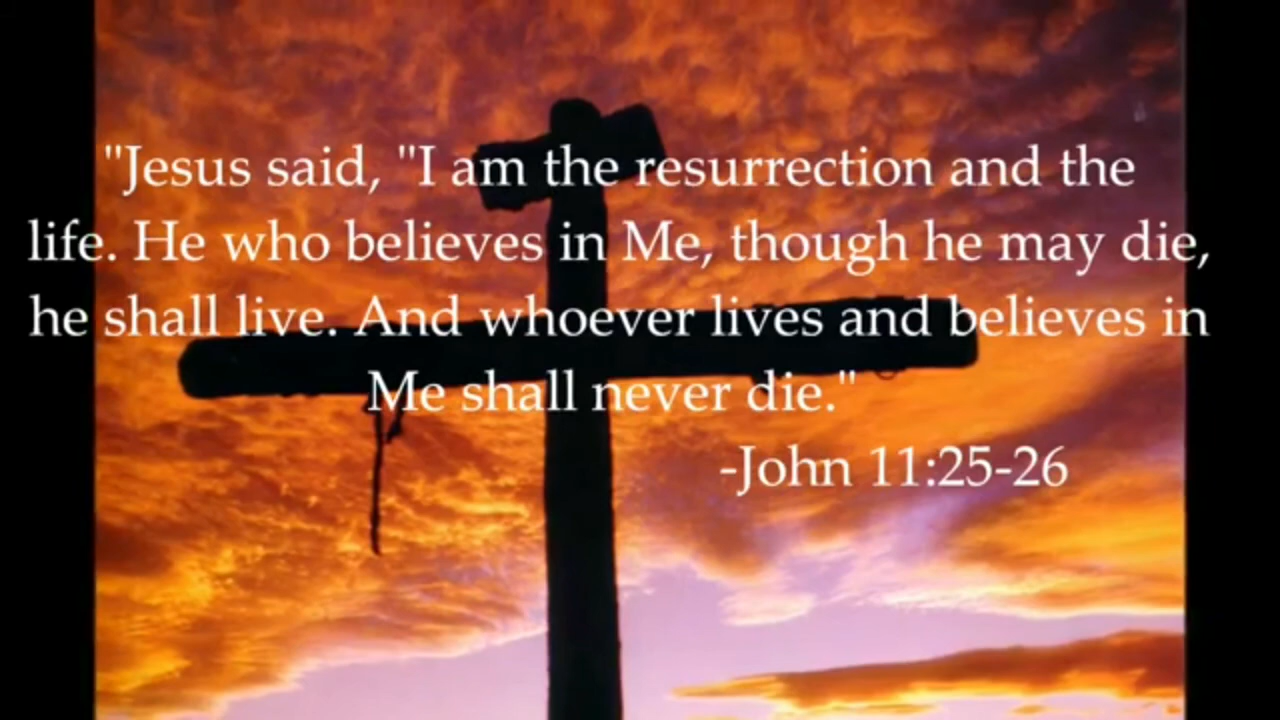 "Jesus said, "I am the resurrection and the
life. He who believes in Me, though he may die,
he shall live. And whoever lives and believes in
Me shall never die."
-John 11:25-26